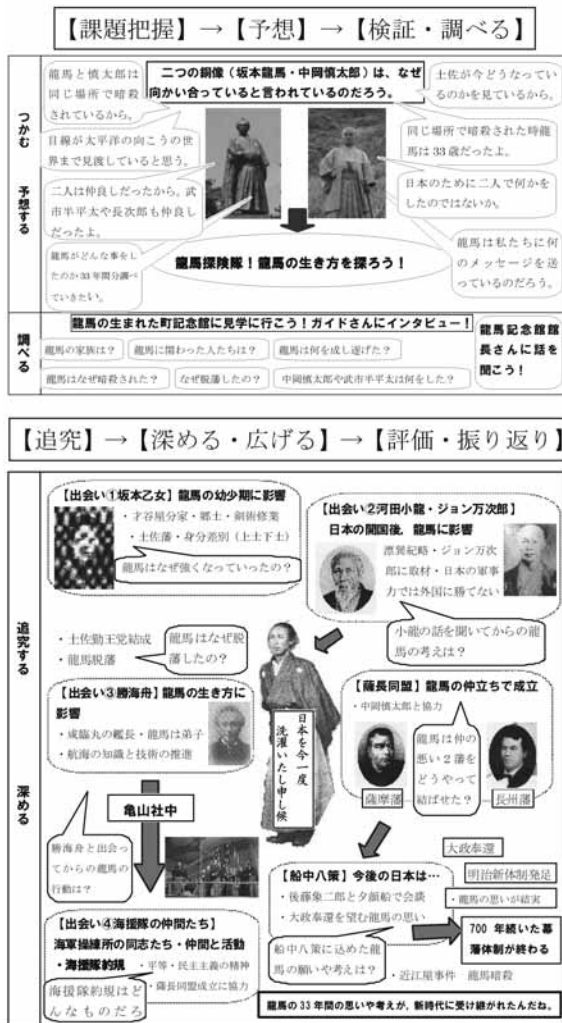 【課題把握】→【予想】→【検証・調べる】
つかむ
予想する
龍馬と慎太郎は
同じ場所で暗殺
されているから。
二つの銅像（坂本龍馬・中岡慎太郎）は、なぜ
向かい合っていると言われているのだろう。
土佐が今どうなってい
るのかを見ているから。
目線が太平洋の向こうの世
界まで見渡していると思う。
同じ場所で暗殺された時龍
馬は33歳だったよ。
二人は仲良しだったから。武
市半平太や長次郎も仲良し
だったよ。
日本のために二人で何かを
したのではないか。
龍馬がどんな事をし
たのか33年間分調べ
ていきたい。
龍馬探険隊！龍馬の生き方を探ろう！
龍馬は私たちに何
のメッセージを送
っているのだろう。
調べる
龍馬の生まれた町記念館に見学に行こう！ガイドさんにインタビュー！
龍馬の家族は？
龍馬に関わった人たちは？
龍馬は何を成し遂げた？
龍馬はなぜ暗殺された？
なぜ脱藩したの？
中岡慎太郎や武市半平太は何をした？
龍馬記念館館
長さんに話を
聞こう！
【追究】→【深める・広げる】→【評価・振り返り】
追究する
深める
【出会い①坂本乙女】龍馬の幼少期に影響
・才谷屋分家・郷士・剣術修業
・土佐藩・身分差別（上士下士）
龍馬はなぜ強くなっていったの？
【出会い②河田小龍・ジョン万次郎】
日本の開国後，龍馬に影響
漂巽紀略・ジョン万次
郎に取材・日本の軍事
力では外国に勝てない
小龍の話を聞いてからの龍
馬の考えは？
・土佐勤王党結成
・龍馬脱藩
龍馬はなぜ脱
藩したの？
【出会い③勝海舟】龍馬の生き方に
影響
・咸臨丸の艦長・龍馬は弟子
・航海の知識と技術の推進
日本を今一度
洗濯いたし申し候
【薩長同盟】龍馬の仲立ちで成立
・中岡慎太郎と協力
龍馬は仲の
悪い2藩を
どうやって
結ばせた？
薩摩藩
長州藩
亀山社中
勝海舟と出会っ
てからの龍馬の
行動は？
【出会い④海援隊の仲間たち】
海軍操練所の同志たち・仲間と活動
・海援隊約規
・平等・民主主義の精神
・薩長同盟成立に協力
海援隊約規はど
んなものだろ
【船中八策】今後の日本は…
・後藤象二郎と夕顔船で会談
・大政奉還を望む龍馬の思い
船中八策に込めた龍
馬の願いや考えは？
大政奉還
明治新体制発足
・龍馬の思いが結実
700年続いた幕
藩体制が終わる
・近江屋事件　龍馬暗殺
龍馬の33年間の思いや考えが，新時代に受け継がれたんだね。